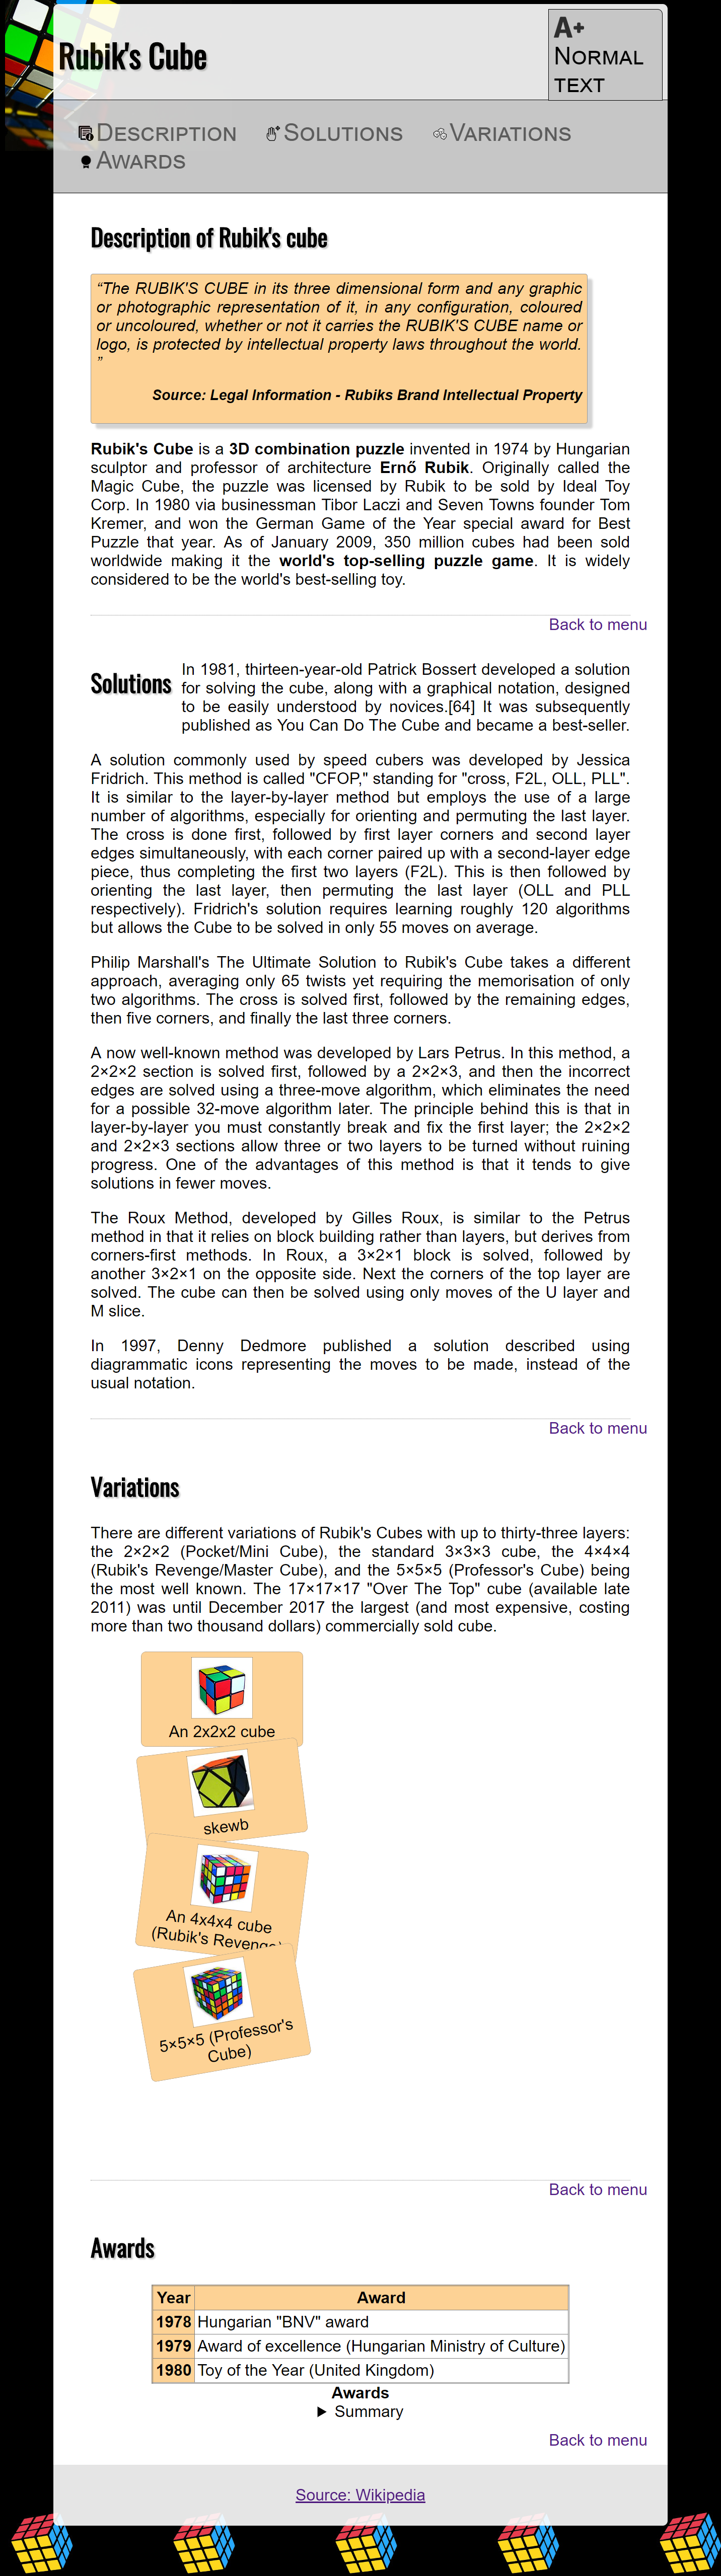 Rubik's Cube
A+
NORMAL
TEXT
DESCRIPTION
SOLUTIONS
VARIATIONS
AWARDS
Description of Rubik's cube
“The RUBIK'S CUBE in its three dimensional form and any graphic
or photographic representation of it, in any configuration, coloured
or uncoloured, whether or not it carries the RUBIK'S CUBE name or
logo, is protected by intellectual property laws throughout the world.
”
Source: Legal Information - Rubiks Brand Intellectual Property
Rubik's Cube is a 3D combination puzzle invented in 1974 by Hungarian
sculptor and professor of architecture Ernő Rubik. Originally called the
Magic Cube, the puzzle was licensed by Rubik to be sold by Ideal Toy
Corp. In 1980 via businessman Tibor Laczi and Seven Towns founder Tom
Kremer, and won the German Game of the Year special award for Best
Puzzle that year. As of January 2009, 350 million cubes had been sold
worldwide making it the world's top-selling puzzle game. It is widely
considered to be the world's best-selling toy.
Back to menu
Solutions
In 1981, thirteen-year-old Patrick Bossert developed a solution
for solving the cube, along with a graphical notation, designed
to be easily understood by novices.[64] It was subsequently
published as You Can Do The Cube and became a best-seller.
A solution commonly used by speed cubers was developed by Jessica
Fridrich. This method is called "CFOP," standing for "cross, F2L, OLL, PLL".
It is similar to the layer-by-layer method but employs the use of a large
number of algorithms, especially for orienting and permuting the last layer.
The cross is done first, followed by first layer corners and second layer
edges simultaneously, with each corner paired up with a second-layer edge
piece, thus completing the first two layers (F2L). This is then followed by
orienting the last layer, then permuting the last layer (OLL and PLL
respectively). Fridrich's solution requires learning roughly 120 algorithms
but allows the Cube to be solved in only 55 moves on average.
Philip Marshall's The Ultimate Solution to Rubik's Cube takes a different
approach, averaging only 65 twists yet requiring the memorisation of only
two algorithms. The cross is solved first, followed by the remaining edges,
then five corners, and finally the last three corners.
A now well-known method was developed by Lars Petrus. In this method, a
2×2×2 section is solved first, followed by a 2×2×3, and then the incorrect
edges are solved using a three-move algorithm, which eliminates the need
for a possible 32-move algorithm later. The principle behind this is that in
layer-by-layer you must constantly break and fix the first layer; the 2×2×2
and 2×2×3 sections allow three or two layers to be turned without ruining
progress. One of the advantages of this method is that it tends to give
solutions in fewer moves.
The Roux Method, developed by Gilles Roux, is similar to the Petrus
method in that it relies on block building rather than layers, but derives from
corners-first methods. In Roux, a 3×2×1 block is solved, followed by
another 3×2×1 on the opposite side. Next the corners of the top layer are
solved. The cube can then be solved using only moves of the U layer and
M slice.
In 1997, Denny Dedmore published a solution described using
diagrammatic icons representing the moves to be made, instead of the
usual notation.
Back to menu
Variations
There are different variations of Rubik's Cubes with up to thirty-three layers:
the 2×2×2 (Pocket/Mini Cube), the standard 3×3×3 cube, the 4×4×4
(Rubik's Revenge/Master Cube), and the 5×5×5 (Professor's Cube) being
the most well known. The 17×17×17 "Over The Top" cube (available late
2011) was until December 2017 the largest (and most expensive, costing
more than two thousand dollars) commercially sold cube.
An 2x2x2 cube
skewb
An 4x4x4 cube
(Rubik's Revenge)
5×5×5 (Professor's
Cube)
Back to menu
Awards
Year Award
1978 Hungarian "BNV" award
1979 Award of excellence (Hungarian Ministry of Culture)
1980 Toy of the Year (United Kingdom)
Awards
▶ Summary
Back to menu
Source: Wikipedia